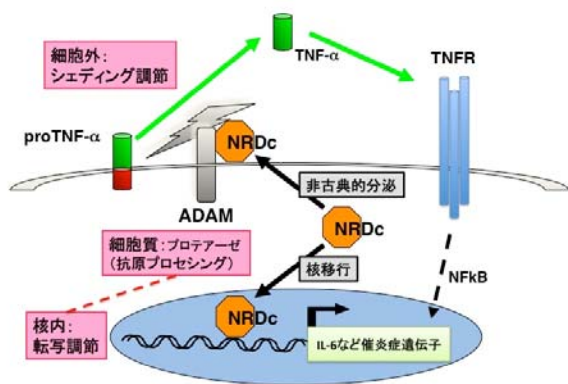 細胞外:
シェディング調節
TNF-α
TNFR
proTNF-α
NRDc
ADAM
非古典的分泌
NRDc
細胞質:プロテアーゼ
(抗原プロセシング)
核移行
NFkB
核内:
転写調節
NRDc
IL-6など催炎症遺伝子